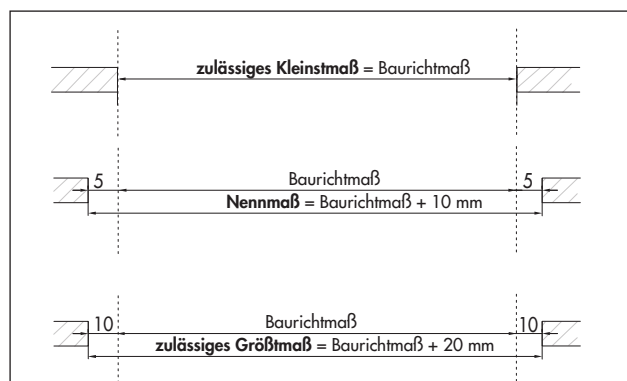 zulässiges Kleinstmaß = Baurichtmaß
5 Baurichtmaß 5
Nennmaß = Baurichtmaß + 10 mm
10 Baurichtmaß 10
zulässiges Größtmaß = Baurichtmaß + 20 mm